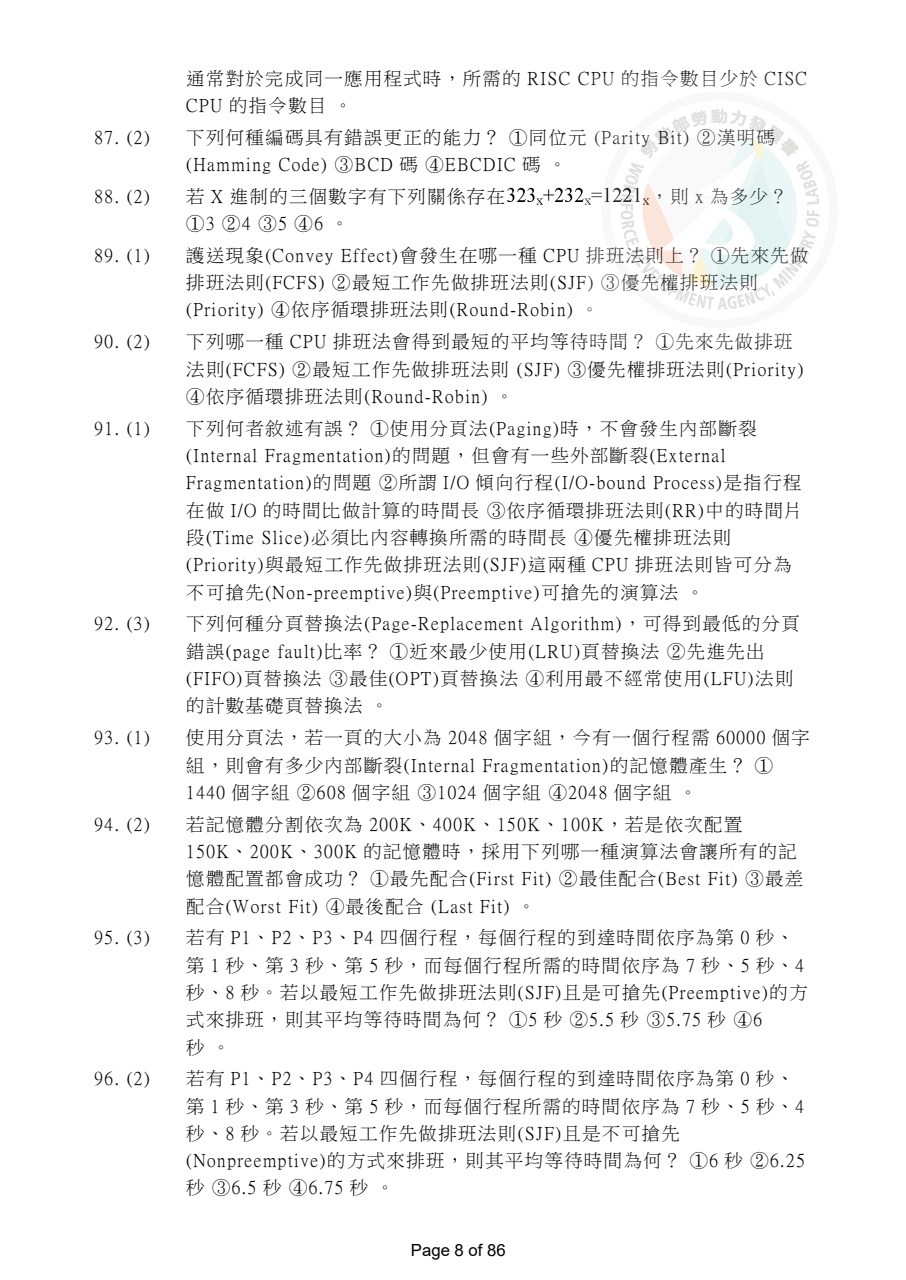 通常對於完成同一應用程式時，所需的 RISC CPU 的指令數目少於 CISC
CPU 的指令數目 。
87. (2) 下列何種編碼具有錯誤更正的能力？ ①同位元 (Parity Bit) ②漢明碼
(Hamming Code) ③BCD 碼 ④EBCDIC 碼 。
88. (2) 若 X 進制的三個數字有下列關係存在323ₓ+232ₓ=1221ₓ，則 x 為多少？
①3 ②4 ③5 ④6 。
89. (1) 護送現象(Convey Effect)會發生在哪一種 CPU 排班法則上？ ①先來先做
排班法則(FCFS) ②最短工作先做排班法則(SJF) ③優先權排班法則
(Priority) ④依序循環排班法則(Round-Robin) 。
90. (2) 下列哪一種 CPU 排班法會得到最短的平均等待時間？ ①先來先做排班
法則(FCFS) ②最短工作先做排班法則 (SJF) ③優先權排班法則(Priority)
④依序循環排班法則(Round-Robin) 。
91. (1) 下列何者敘述有誤？ ①使用分頁法(Paging)時，不會發生內部斷裂
(Internal Fragmentation)的問題，但會有一些外部斷裂(External
Fragmentation)的問題 ②所謂 I/O 傾向行程(I/O-bound Process)是指行程
在做 I/O 的時間比做計算的時間長 ③依序循環排班法則(RR)中的時間片
段(Time Slice)必須比內容轉換所需的時間長 ④優先權排班法則
(Priority)與最短工作先做排班法則(SJF)這兩種 CPU 排班法則皆可分為
不可搶先(Non-preemptive)與(Preemptive)可搶先的演算法 。
92. (3) 下列何種分頁替換法(Page-Replacement Algorithm)，可得到最低的分頁
錯誤(page fault)比率？ ①近來最少使用(LRU)頁替換法 ②先進先出
(FIFO)頁替換法 ③最佳(OPT)頁替換法 ④利用最不經常使用(LFU)法則
的計數基礎頁替換法 。
93. (1) 使用分頁法，若一頁的大小為 2048 個字組，今有一個行程需 60000 個字
組，則會有多少內部斷裂(Internal Fragmentation)的記憶體產生？ ①
1440 個字組 ②608 個字組 ③1024 個字組 ④2048 個字組 。
94. (2) 若記憶體分割依次為 200K、400K、150K、100K，若是依次配置
150K、200K、300K 的記憶體時，採用下列哪一種演算法會讓所有的記
憶體配置都會成功？ ①最先配合(First Fit) ②最佳配合(Best Fit) ③最差
配合(Worst Fit) ④最後配合 (Last Fit) 。
95. (3) 若有 P1、P2、P3、P4 四個行程，每個行程的到達時間依序為第 0 秒、
第 1 秒、第 3 秒、第 5 秒，而每個行程所需的時間依序為 7 秒、5 秒、4
秒、8 秒。若以最短工作先做排班法則(SJF)且是可搶先(Preemptive)的方
式來排班，則其平均等待時間為何？ ①5 秒 ②5.5 秒 ③5.75 秒 ④6
秒 。
96. (2) 若有 P1、P2、P3、P4 四個行程，每個行程的到達時間依序為第 0 秒、
第 1 秒、第 3 秒、第 5 秒，而每個行程所需的時間依序為 7 秒、5 秒、4
秒、8 秒。若以最短工作先做排班法則(SJF)且是不可搶先
(Nonpreemptive)的方式來排班，則其平均等待時間為何？ ①6 秒 ②6.25
秒 ③6.5 秒 ④6.75 秒 。
Page 8 of 86